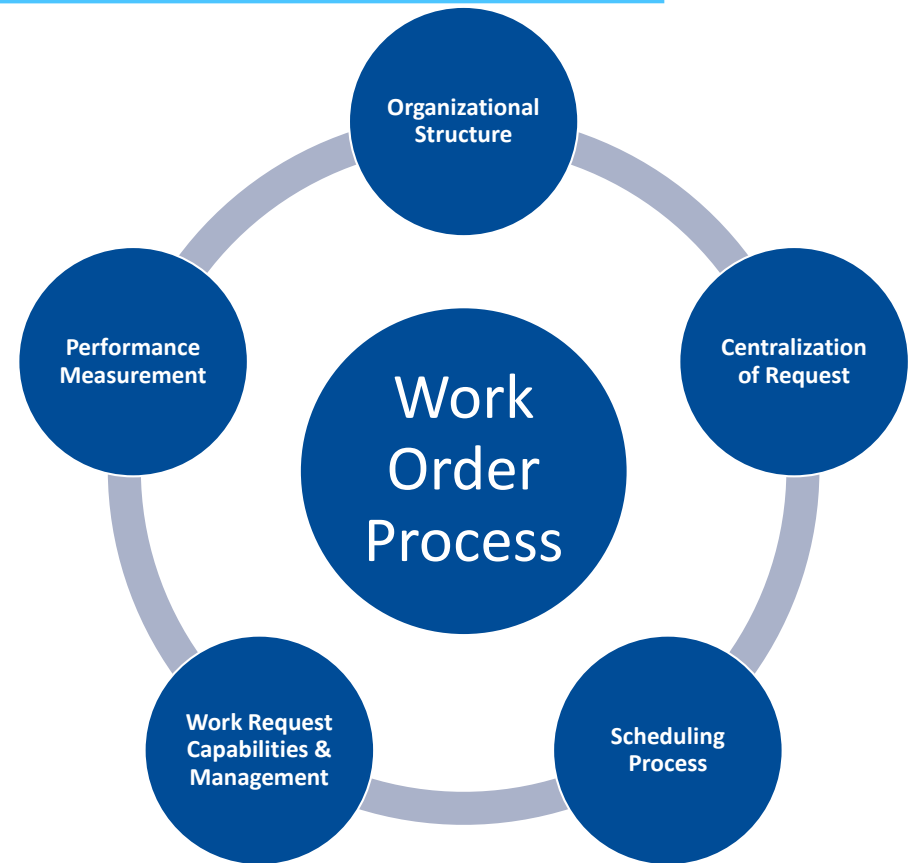 Organizational
Structure
Performance
Measurement
Centralization
of Request
Work
Order
Process
Work Request
Capabilities &
Management
Scheduling
Process